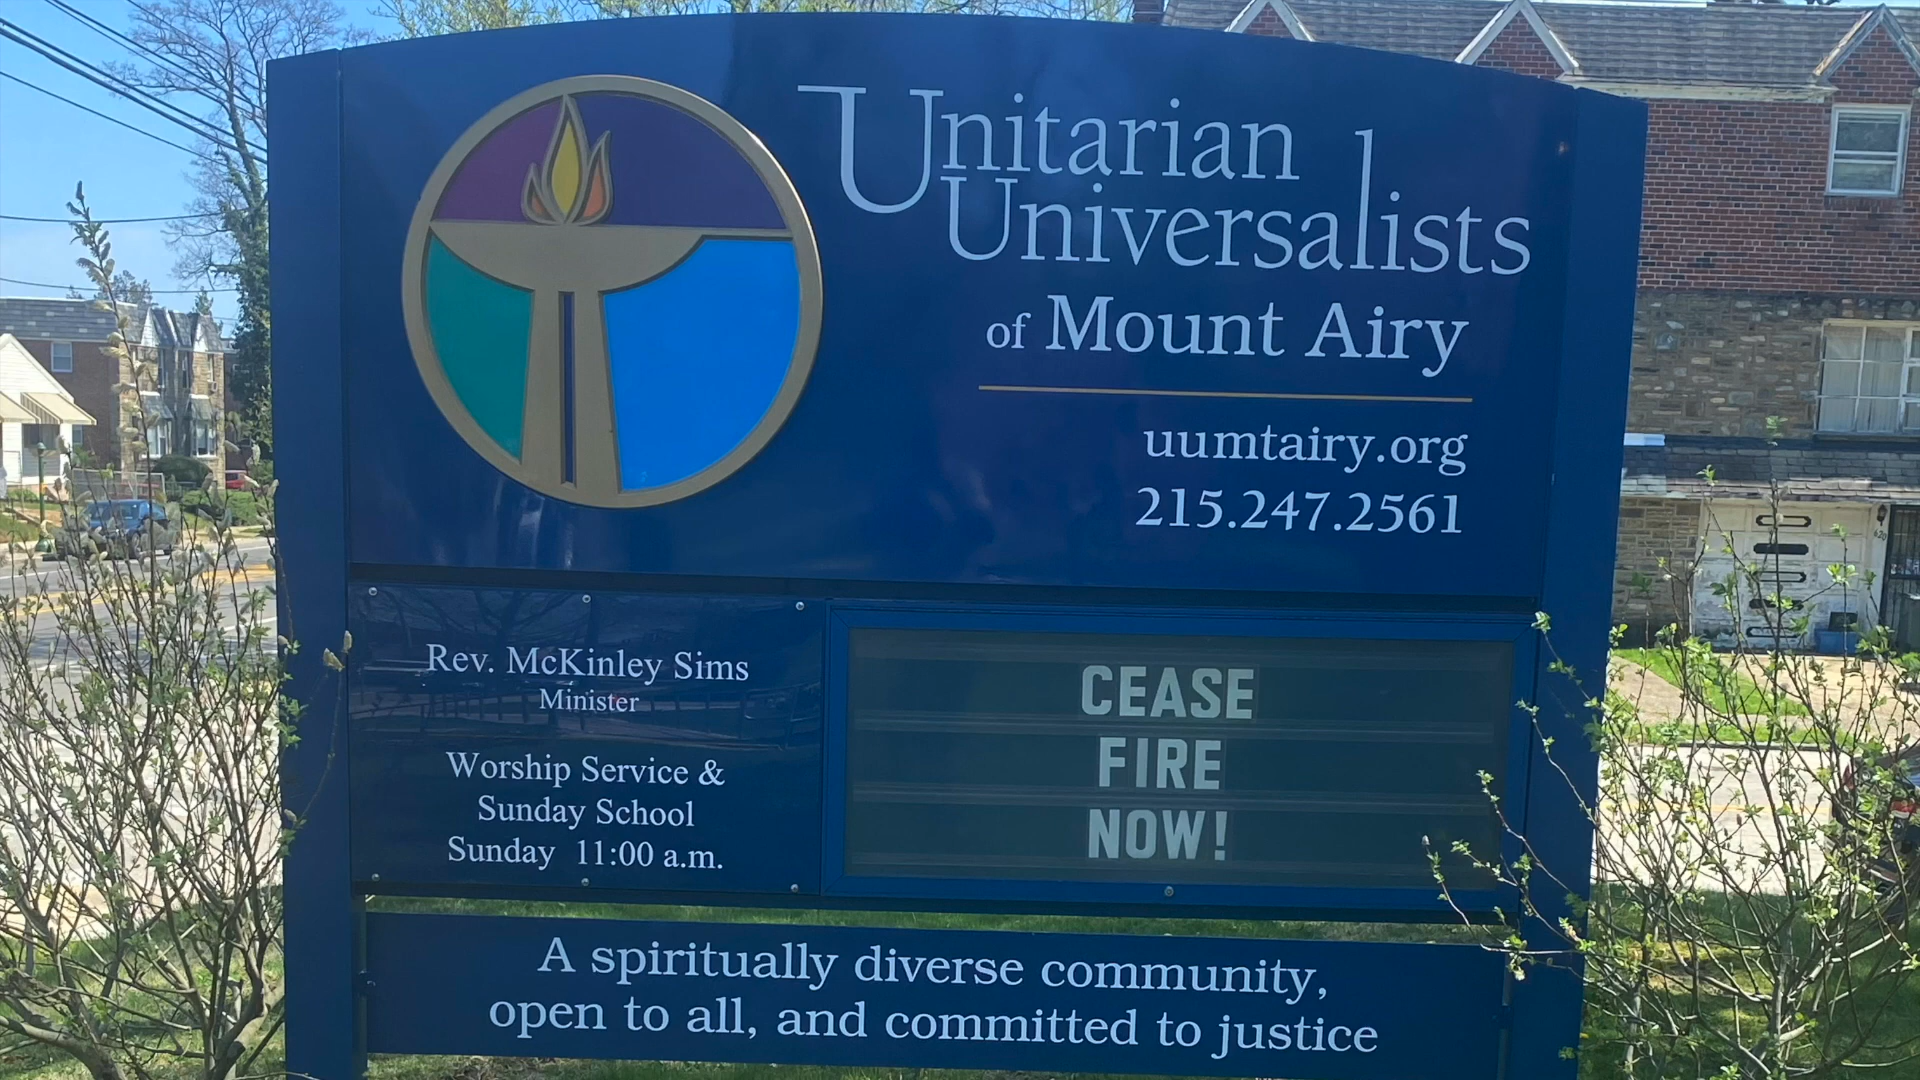 Unitarian
Universalists
of Mount Airy
uumtairy.org
215.247.2561
Rev. McKinley Sims
Minister
Worship Service &
Sunday School
Sunday 11:00 a.m.
CEASE
FIRE
NOW!
A spiritually diverse community,
open to all, and committed to justice